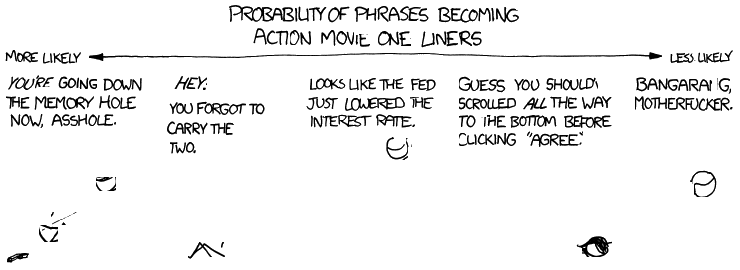 PROBABILITY OF PHRASES BECOMING
ACTION MOVIE ONE LINERS
MORE LIKELY
LESS LIKELY
YOU'RE GOING DOWN
THE MEMORY HOLE
NOW, ASSHOLE.
HEY.
YOU FORGOT TO
CARRY THE
TWO.
LOOKS LIKE THE FED
JUST LOWERED THE
INTEREST RATE.
GUESS YOU SHOULD
SCROLLED ALL THE WAY
TO THE BOTTOM BEFORE
CLICKING "AGREE."
BANGARANG,
MOTHERFUCKER.